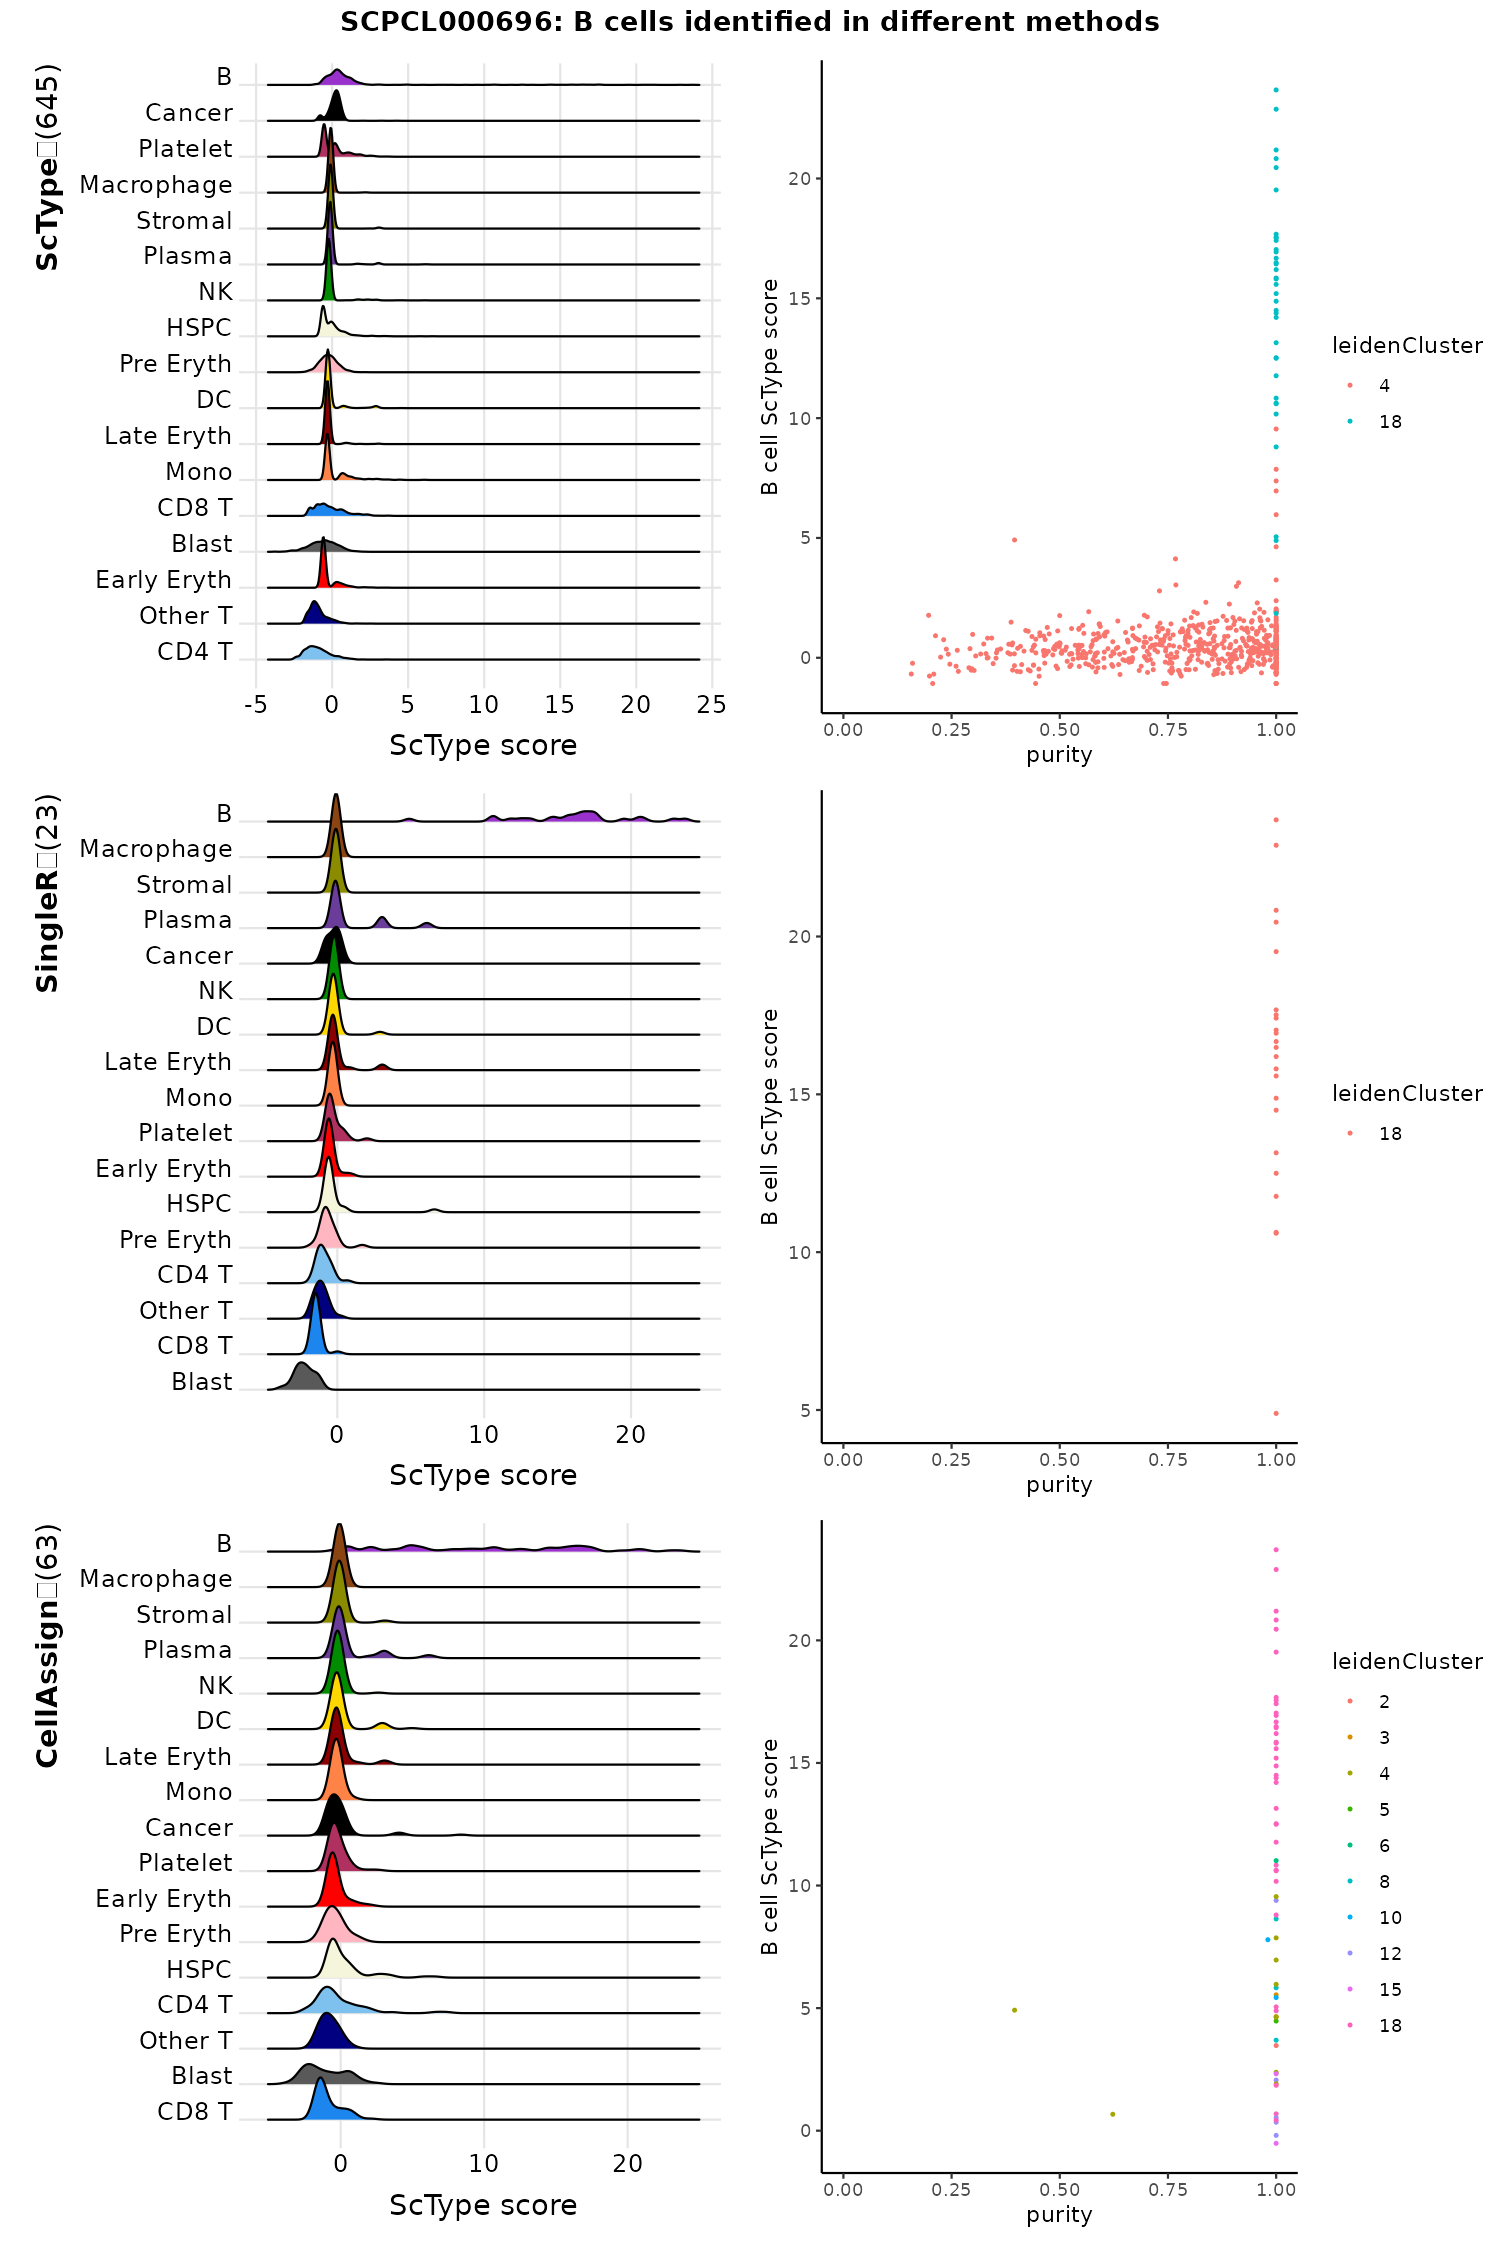 SCPCL000696: B cells identified in different methods
ScType□(645)
B
Cancer
Platelet
Macrophage
Stromal
Plasma
NK
HSPC
Pre Eryth
DC
Late Eryth
Mono
CD8 T
Blast
Early Eryth
Other T
CD4 T
-5 0 5 10 15 20 25
ScType score
B cell ScType score
20
15
10
5
0
0.00 0.25 0.50 0.75 1.00
purity
leidenCluster
4
18
SingleR□(23)
B
Macrophage
Stromal
Plasma
Cancer
NK
DC
Late Eryth
Mono
Platelet
Early Eryth
HSPC
Pre Eryth
CD4 T
Other T
CD8 T
Blast
0 10 20
ScType score
B cell ScType score
20
15
10
5
0.00 0.25 0.50 0.75 1.00
purity
leidenCluster
18
CellAssign□(63)
B
Macrophage
Stromal
Plasma
NK
DC
Late Eryth
Mono
Cancer
Platelet
Early Eryth
Pre Eryth
HSPC
CD4 T
Other T
Blast
CD8 T
0 10 20
ScType score
B cell ScType score
20
15
10
5
0
0.00 0.25 0.50 0.75 1.00
purity
leidenCluster
2
3
4
5
6
8
10
12
15
18